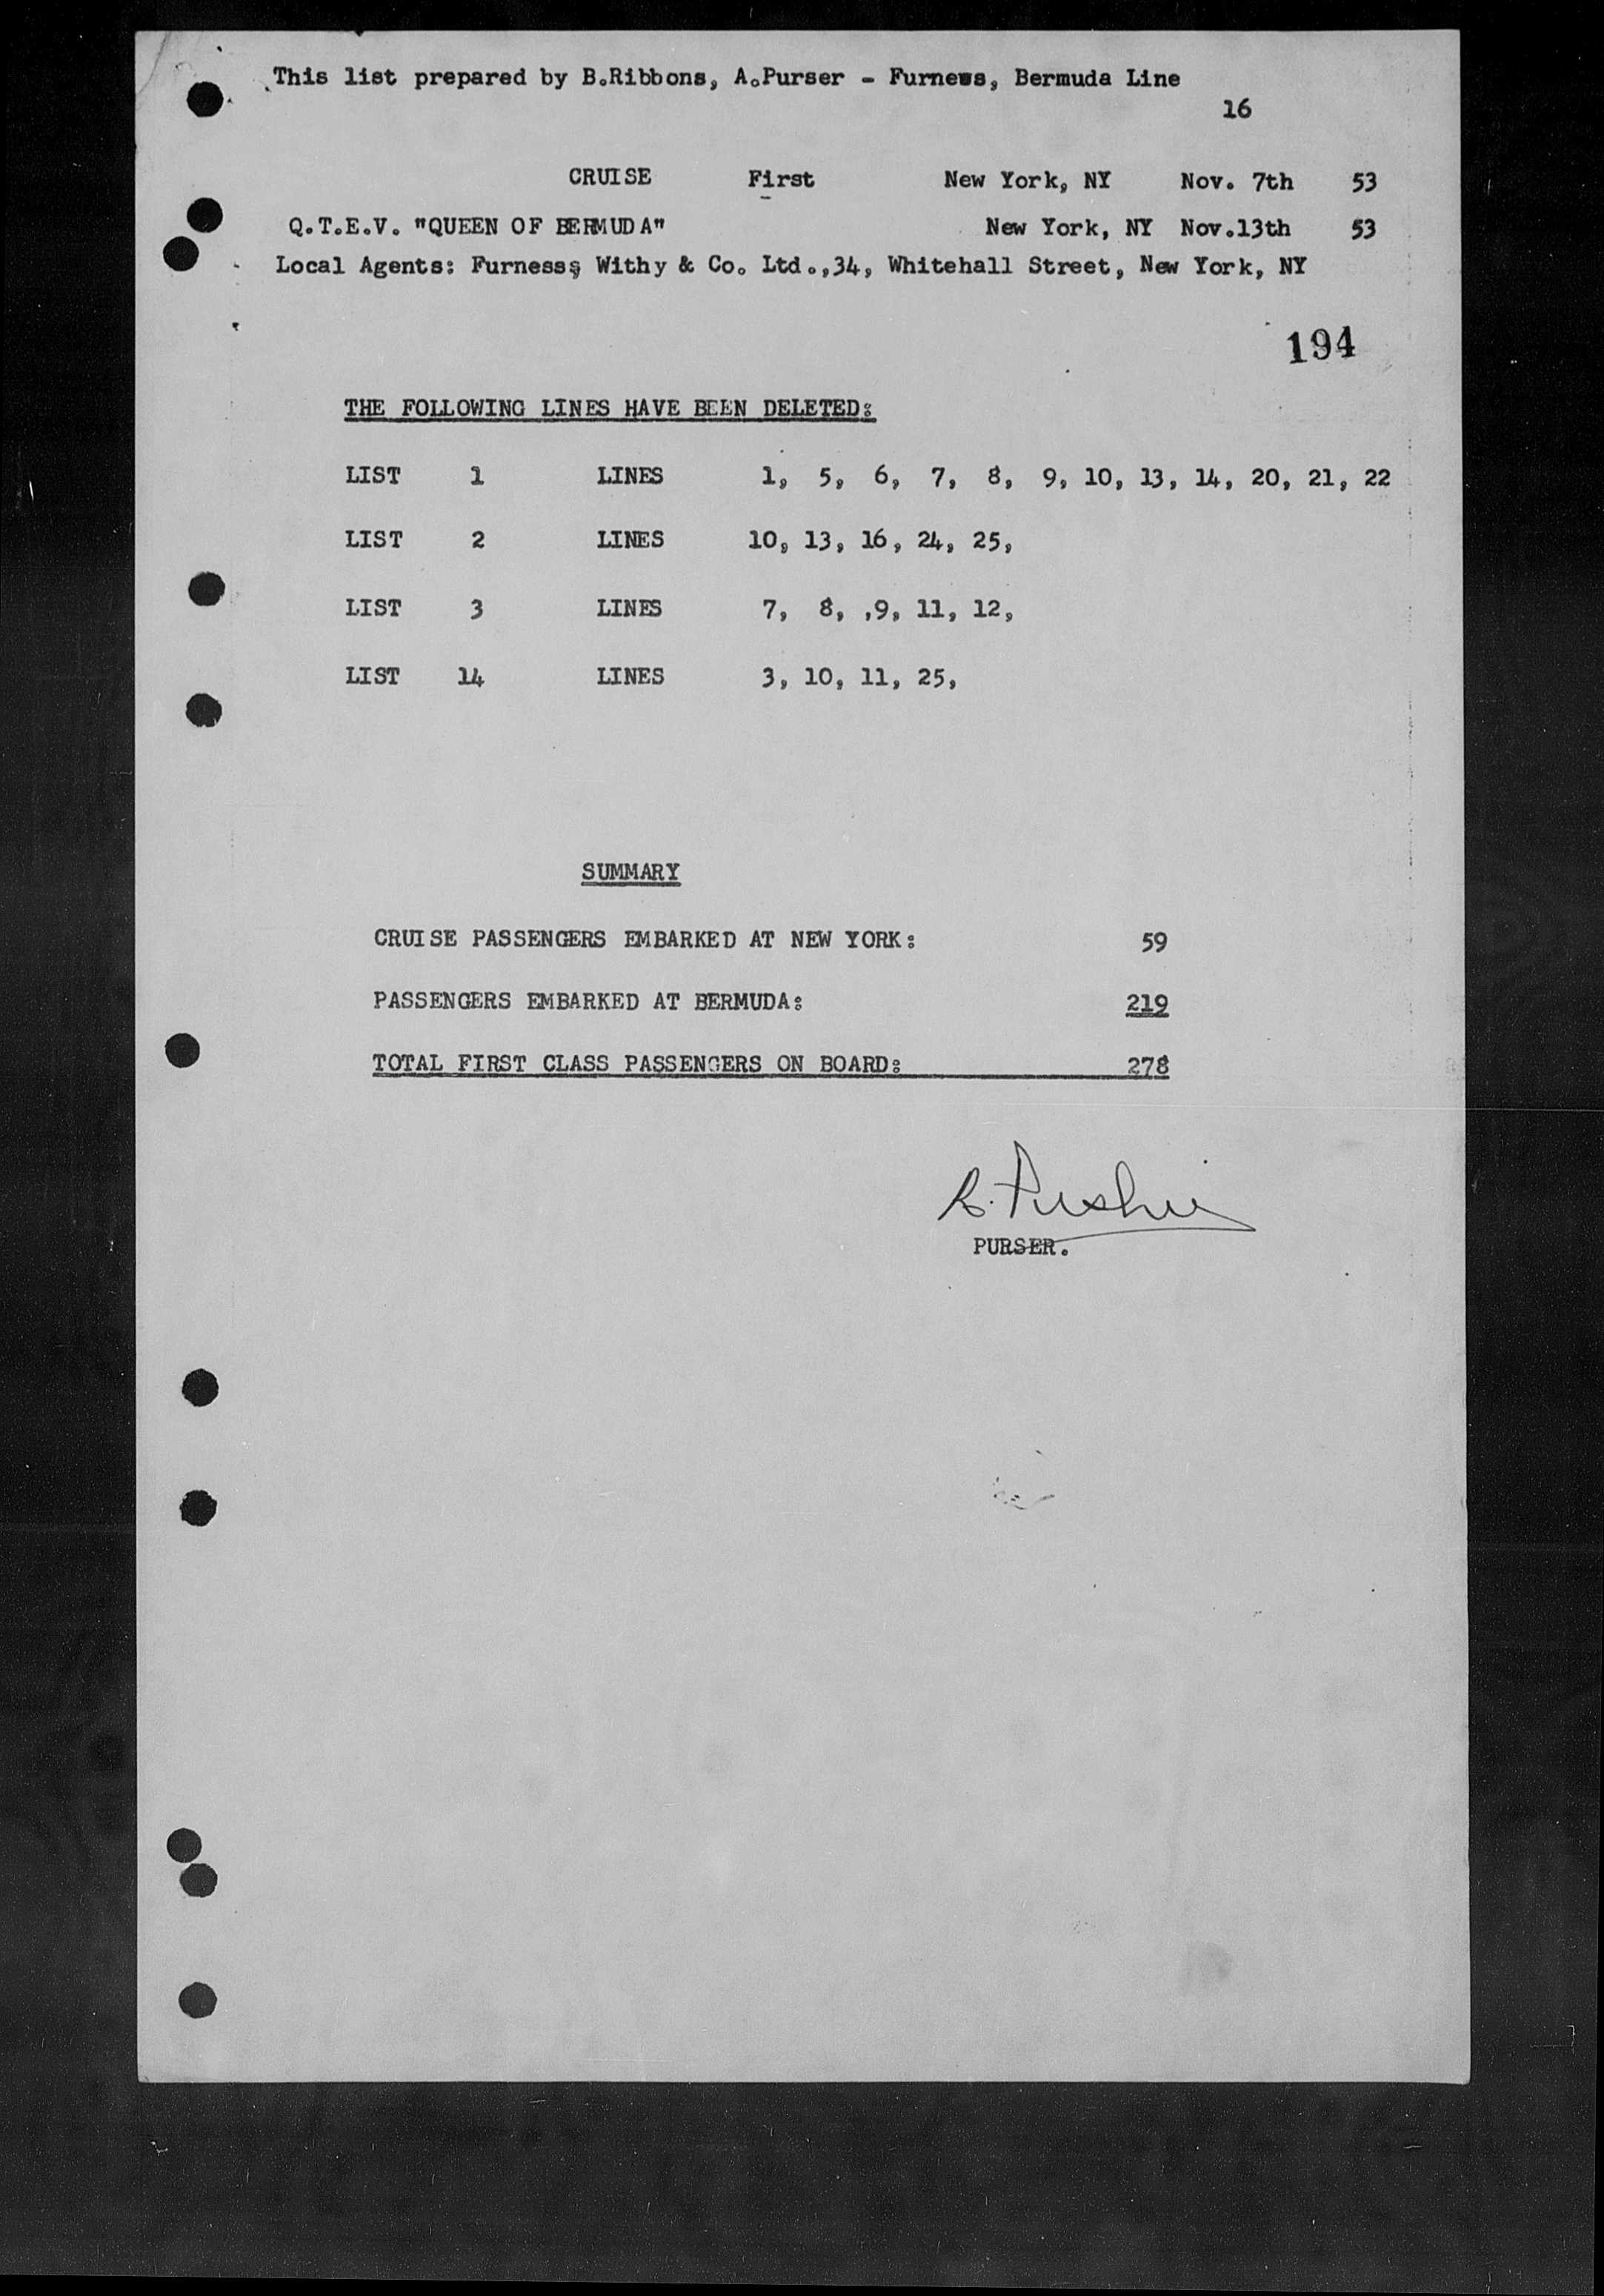 This list prepared by B.Ribbons, A.Purser - Furness, Bermuda Line
16
CRUISE First New York, NY Nov. 7th 53
Q.T.E.V. "QUEEN OF BERMUDA" New York, NY Nov.13th 53
Local Agents: Furness, Withy & Co. Ltd.,34, Whitehall Street, New York, NY
194
THE FOLLOWING LINES HAVE BEEN DELETED:
LIST 1 LINES 1, 5, 6, 7, 8, 9, 10, 13, 14, 20, 21, 22
LIST 2 LINES 10, 13, 16, 24, 25,
LIST 3 LINES 7, 8, ,9, 11, 12,
LIST 14 LINES 3, 10, 11, 25,
SUMMARY
CRUISE PASSENGERS EMBARKED AT NEW YORK: 59
PASSENGERS EMBARKED AT BERMUDA: 219
TOTAL FIRST CLASS PASSENGERS ON BOARD: 278
PURSER.